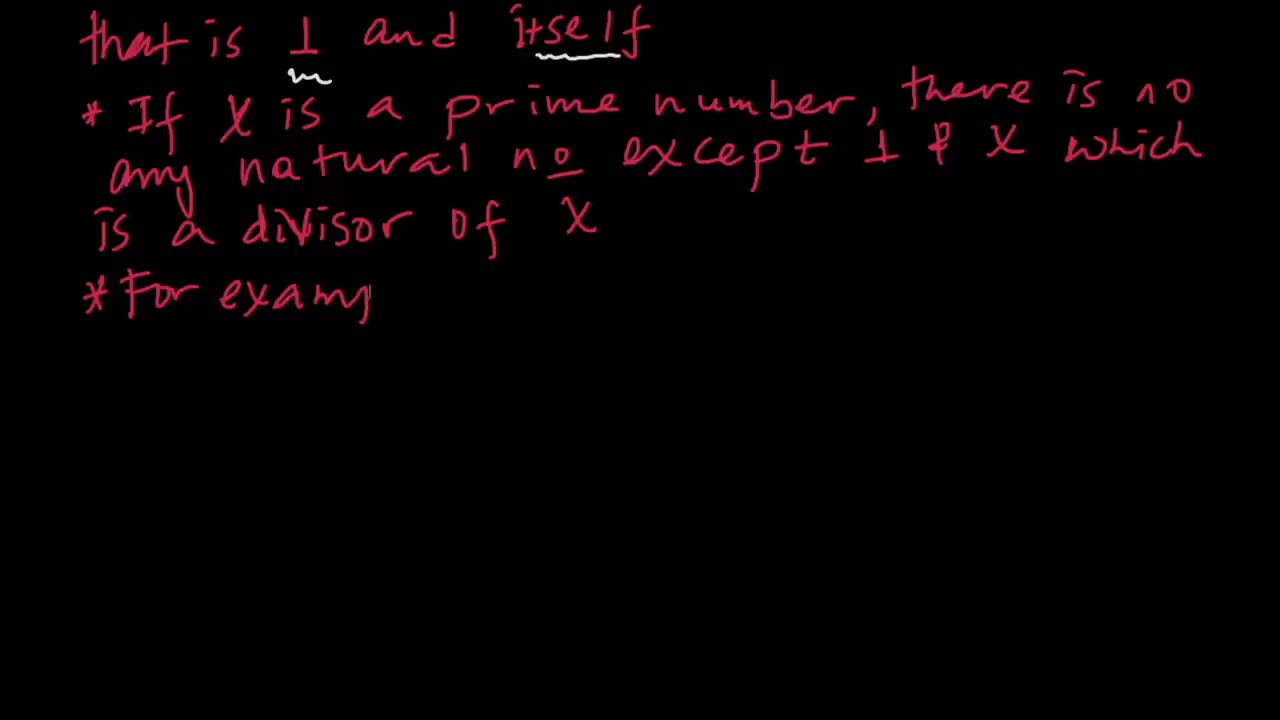 that is 1 and itself
* If X is a prime number, there is no
any natural no except 1 & X which
is a divisor of X
* For examp